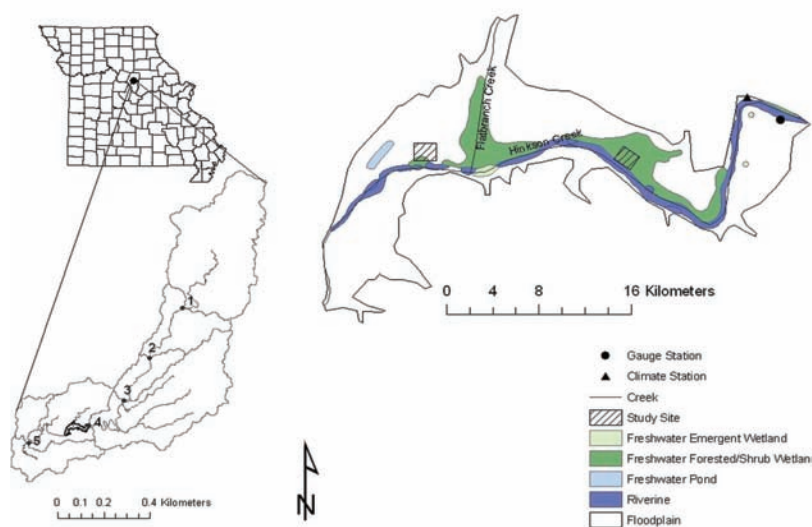 Flatbranch Creek
Hinkson Creek
1
2
3
4
5
0 0.1 0.2 0.4 Kilometers
N
0 4 8 16 Kilometers
Gauge Station
Climate Station
Creek
Study Site
Freshwater Emergent Wetland
Freshwater Forested/Shrub Wetlan
Freshwater Pond
Riverine
Floodplain